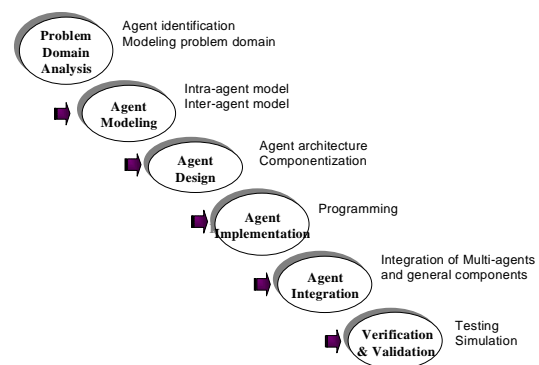 Problem
Domain
Analysis
Agent identification
Modeling problem domain
Agent
Modeling
Intra-agent model
Inter-agent model
Agent
Design
Agent architecture
Componentization
Agent
Implementation
Programming
Agent
Integration
Integration of Multi-agents
and general components
Verification
& Validation
Testing
Simulation